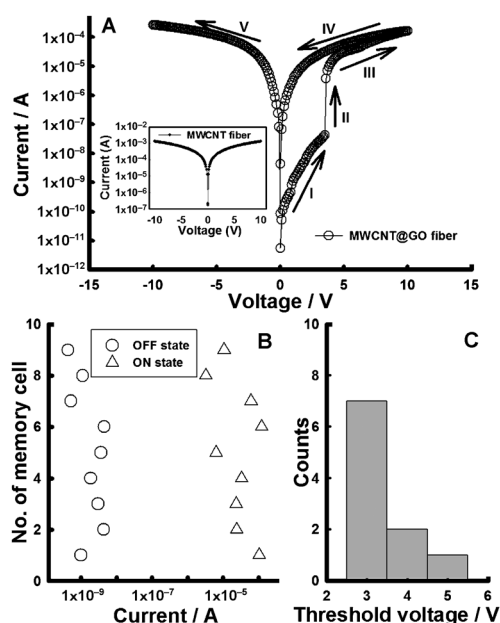 A
V
IV
III
II
I
1x10⁻⁴
1x10⁻⁵
1x10⁻⁶
1x10⁻⁷
1x10⁻⁸
1x10⁻⁹
1x10⁻¹⁰
1x10⁻¹¹
1x10⁻¹²
Current / A
1x10⁻²
1x10⁻³
1x10⁻⁴
1x10⁻⁵
1x10⁻⁶
1x10⁻⁷
Current (A)
MWCNT fiber
-10 -5 0 5 10
Voltage (V)
MWCNT@GO fiber
-15 -10 -5 0 5 10 15
Voltage / V
B
OFF state
ON state
10
8
6
4
2
0
No. of memory cell
1x10⁻⁹ 1x10⁻⁷ 1x10⁻⁵
Current / A
C
10
8
6
4
2
0
Counts
2 3 4 5 6
Threshold voltage / V